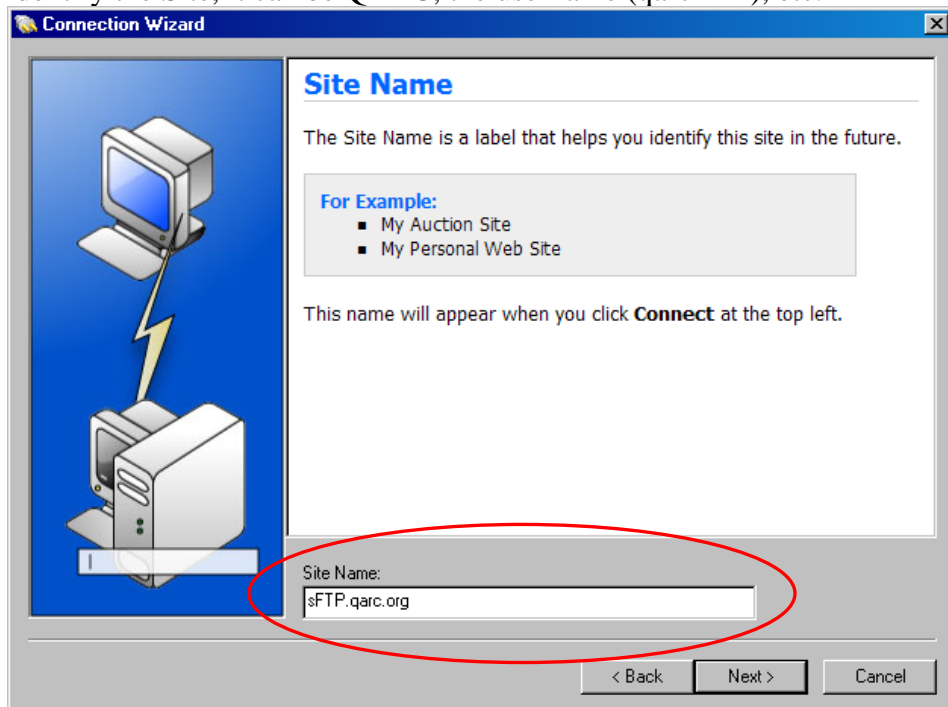 Connection Wizard
Site Name
The Site Name is a label that helps you identify this site in the future.
For Example:
▪ My Auction Site
▪ My Personal Web Site
This name will appear when you click Connect at the top left.
Site Name:
sFTP.qarc.org
< Back
Next >
Cancel